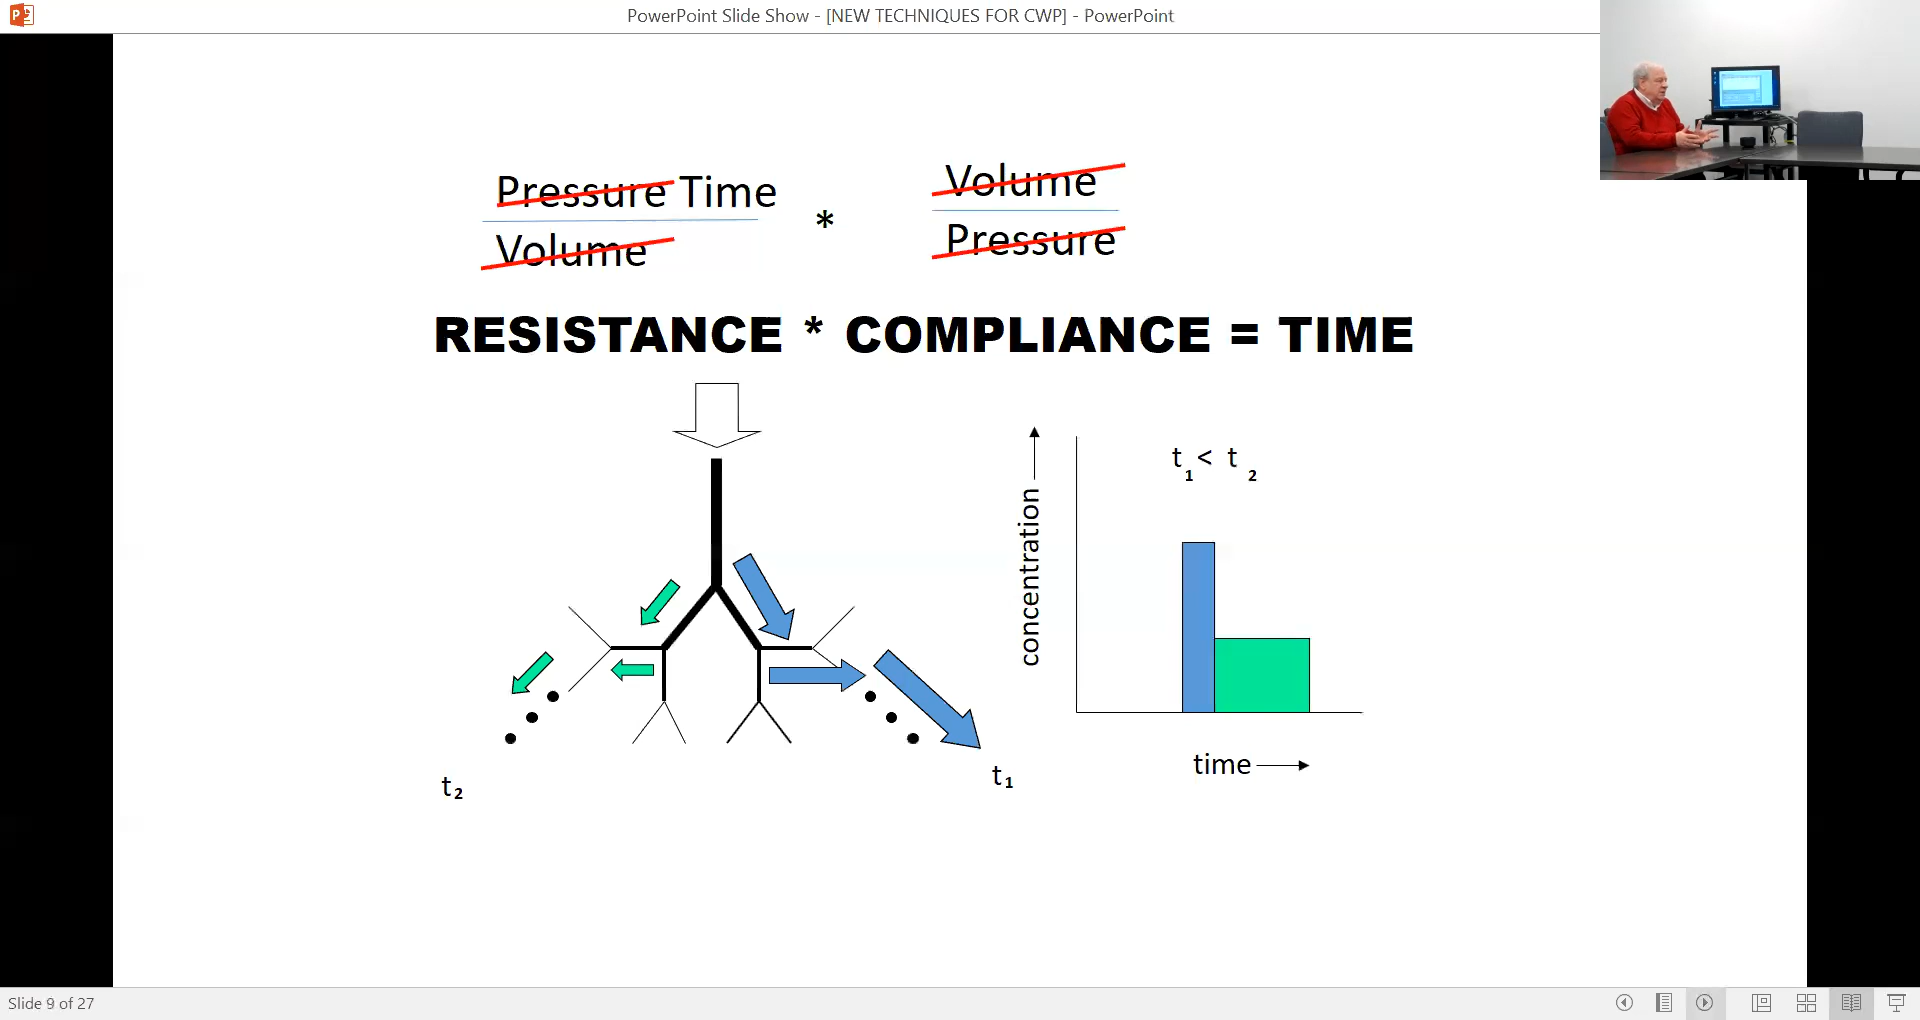 PowerPoint Slide Show - [NEW TECHNIQUES FOR CWP] - PowerPoint
Pressure Time
Volume
*
Volume
Pressure
RESISTANCE * COMPLIANCE = TIME
t1 < t 2
concentration
time
t2
t1
Slide 9 of 27